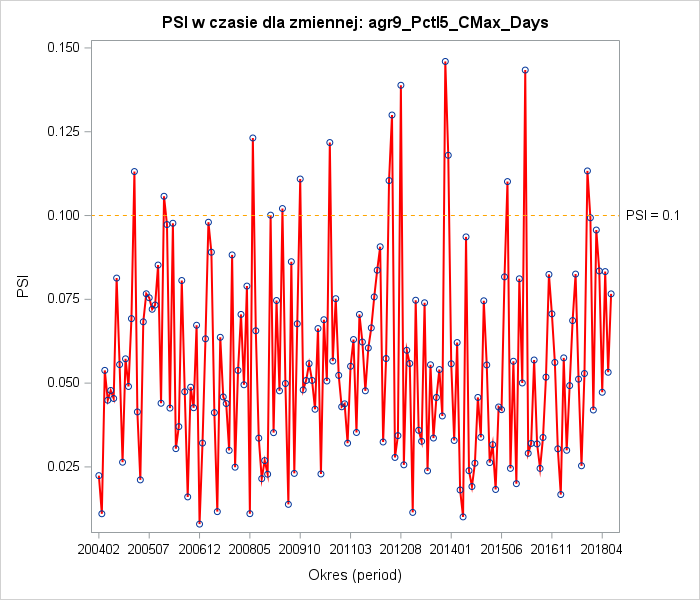 PSI w czasie dla zmiennej: agr9_Pctl5_CMax_Days
0.150
0.125
0.100
0.075
0.050
0.025
PSI
PSI = 0.1
200402 200507 200612 200805 200910 201103 201208 201401 201506 201611 201804
Okres (period)